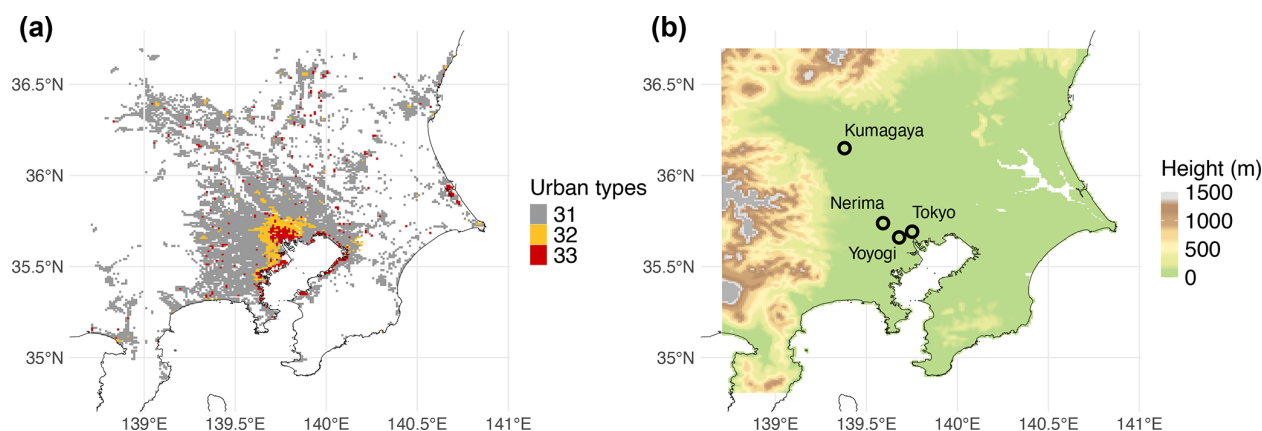 (a)
36.5°N
36°N
35.5°N
35°N
139°E
139.5°E
140°E
140.5°E
141°E
Urban types
31
32
33
(b)
36.5°N
36°N
35.5°N
35°N
139°E
139.5°E
140°E
140.5°E
141°E
Kumagaya
Nerima
Tokyo
Yoyogi
Height (m)
1500
1000
500
0